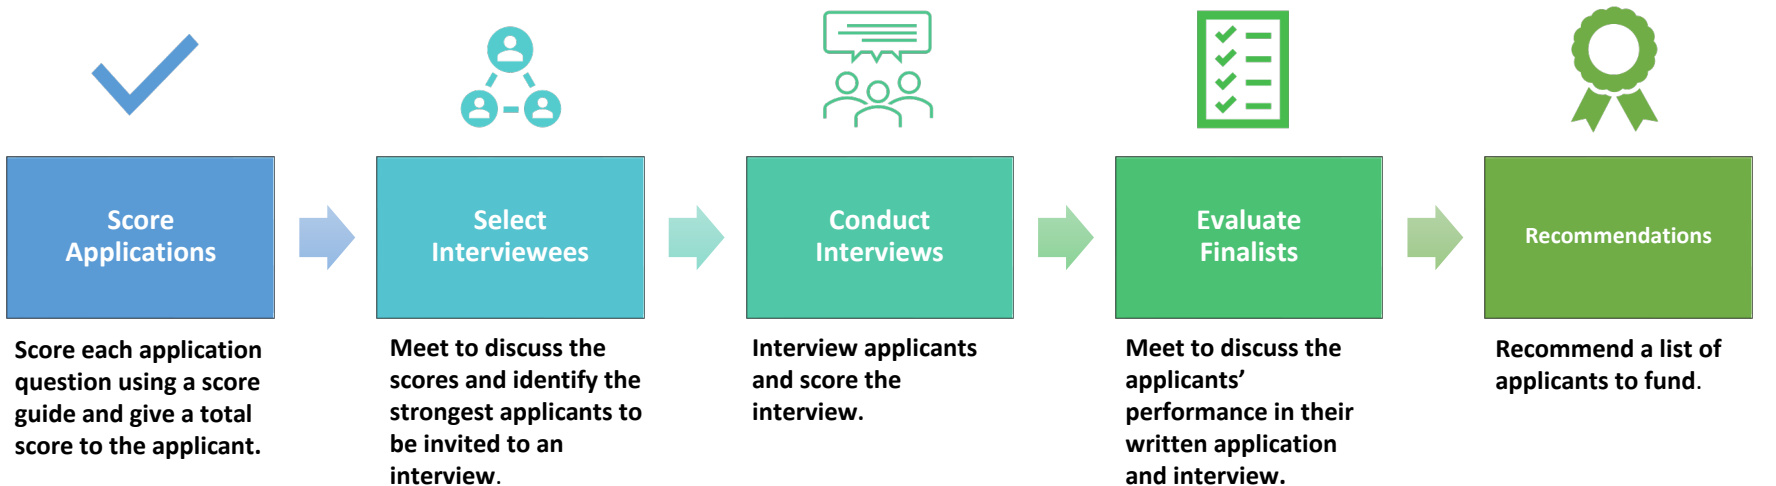 Score
Applications
Select
Interviewees
Conduct
Interviews
Evaluate
Finalists
Recommendations
Score each application
question using a score
guide and give a total
score to the applicant.
Meet to discuss the
scores and identify the
strongest applicants to
be invited to an
interview.
Interview applicants
and score the
interview.
Meet to discuss the
applicants’
performance in their
written application
and interview.
Recommend a list of
applicants to fund.